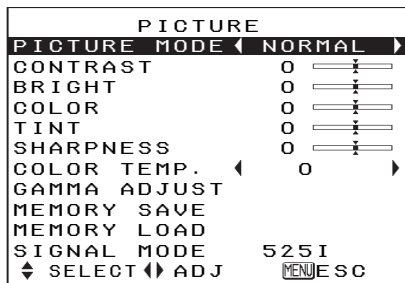 PICTURE
PICTURE MODE NORMAL
CONTRAST 0
BRIGHT 0
COLOR 0
TINT 0
SHARPNESS 0
COLOR TEMP. 0
GAMMA ADJUST
MEMORY SAVE
MEMORY LOAD
SIGNAL MODE 525I
SELECT ADJ MENU ESC